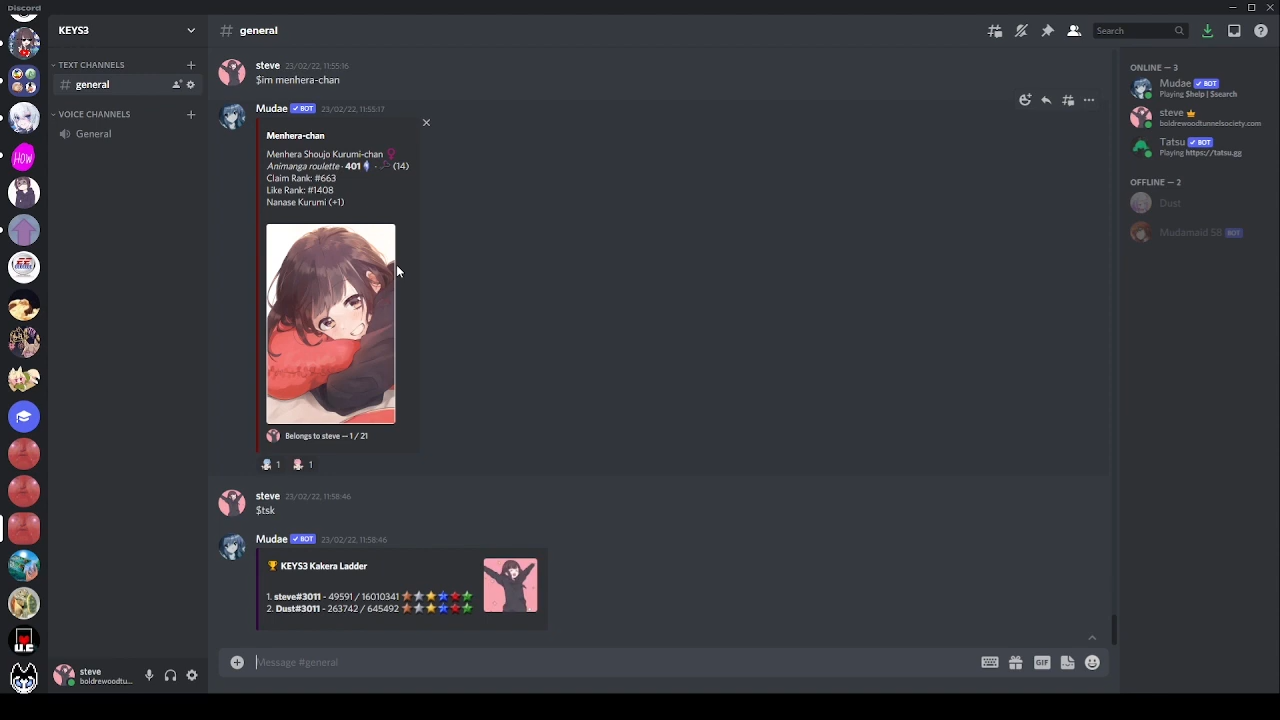 Discord
KEYS3
TEXT CHANNELS
general
VOICE CHANNELS
General
HOW
U.C
general
Search
steve 23/02/22, 11:55:16
$im menhera-chan
Mudae BOT 23/02/22, 11:55:17
Menhera-chan
Menhera Shoujo Kurumi-chan
Animanga roulette · 401 · (14)
Claim Rank: #663
Like Rank: #1408
Nanase Kurumi (+1)
Belongs to steve — 1 / 21
1 1
steve 23/02/22, 11:58:46
$tsk
Mudae BOT 23/02/22, 11:58:46
KEYS3 Kakera Ladder
1. steve#3011 - 49591 / 16010341
2. Dust#3011 - 263742 / 645492
Message #general
GIF
steve
boldrewoodtu...
ONLINE — 3
Mudae BOT
Playing $help | $search
steve
boldrewoodtunnelsociety.com
Tatsu BOT
Playing https://tatsu.gg
OFFLINE — 2
Dust
Mudamaid 58 BOT